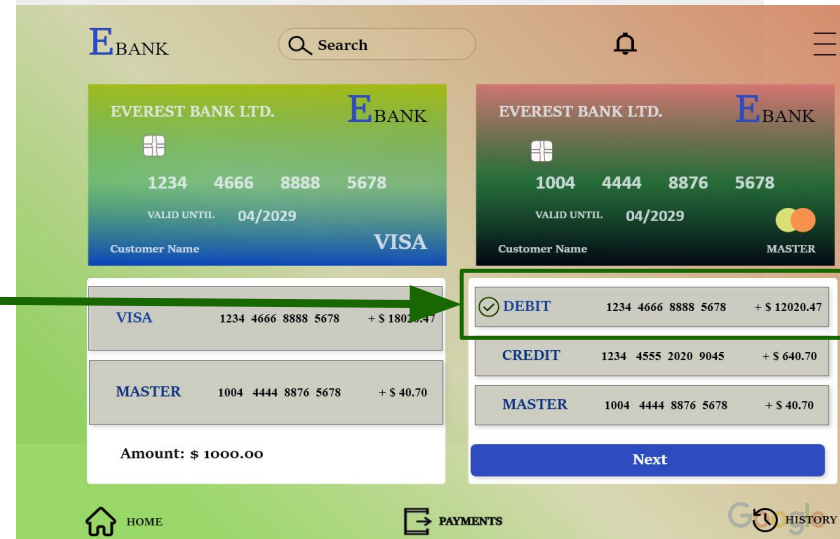 EBANK
Search
EVEREST BANK LTD.
EBANK
1234 4666 8888 5678
VALID UNTIL 04/2029
Customer Name
VISA
EVEREST BANK LTD.
EBANK
1004 4444 8876 5678
VALID UNTIL 04/2029
Customer Name
MASTER
VISA 1234 4666 8888 5678
MASTER 1004 4444 8876 5678 + $ 40.70
Amount: $ 1000.00
DEBIT 1234 4666 8888 5678 + $ 12020.47
CREDIT 1234 4555 2020 9045 + $ 640.70
MASTER 1004 4444 8876 5678 + $ 40.70
Next
HOME
PAYMENTS
HISTORY